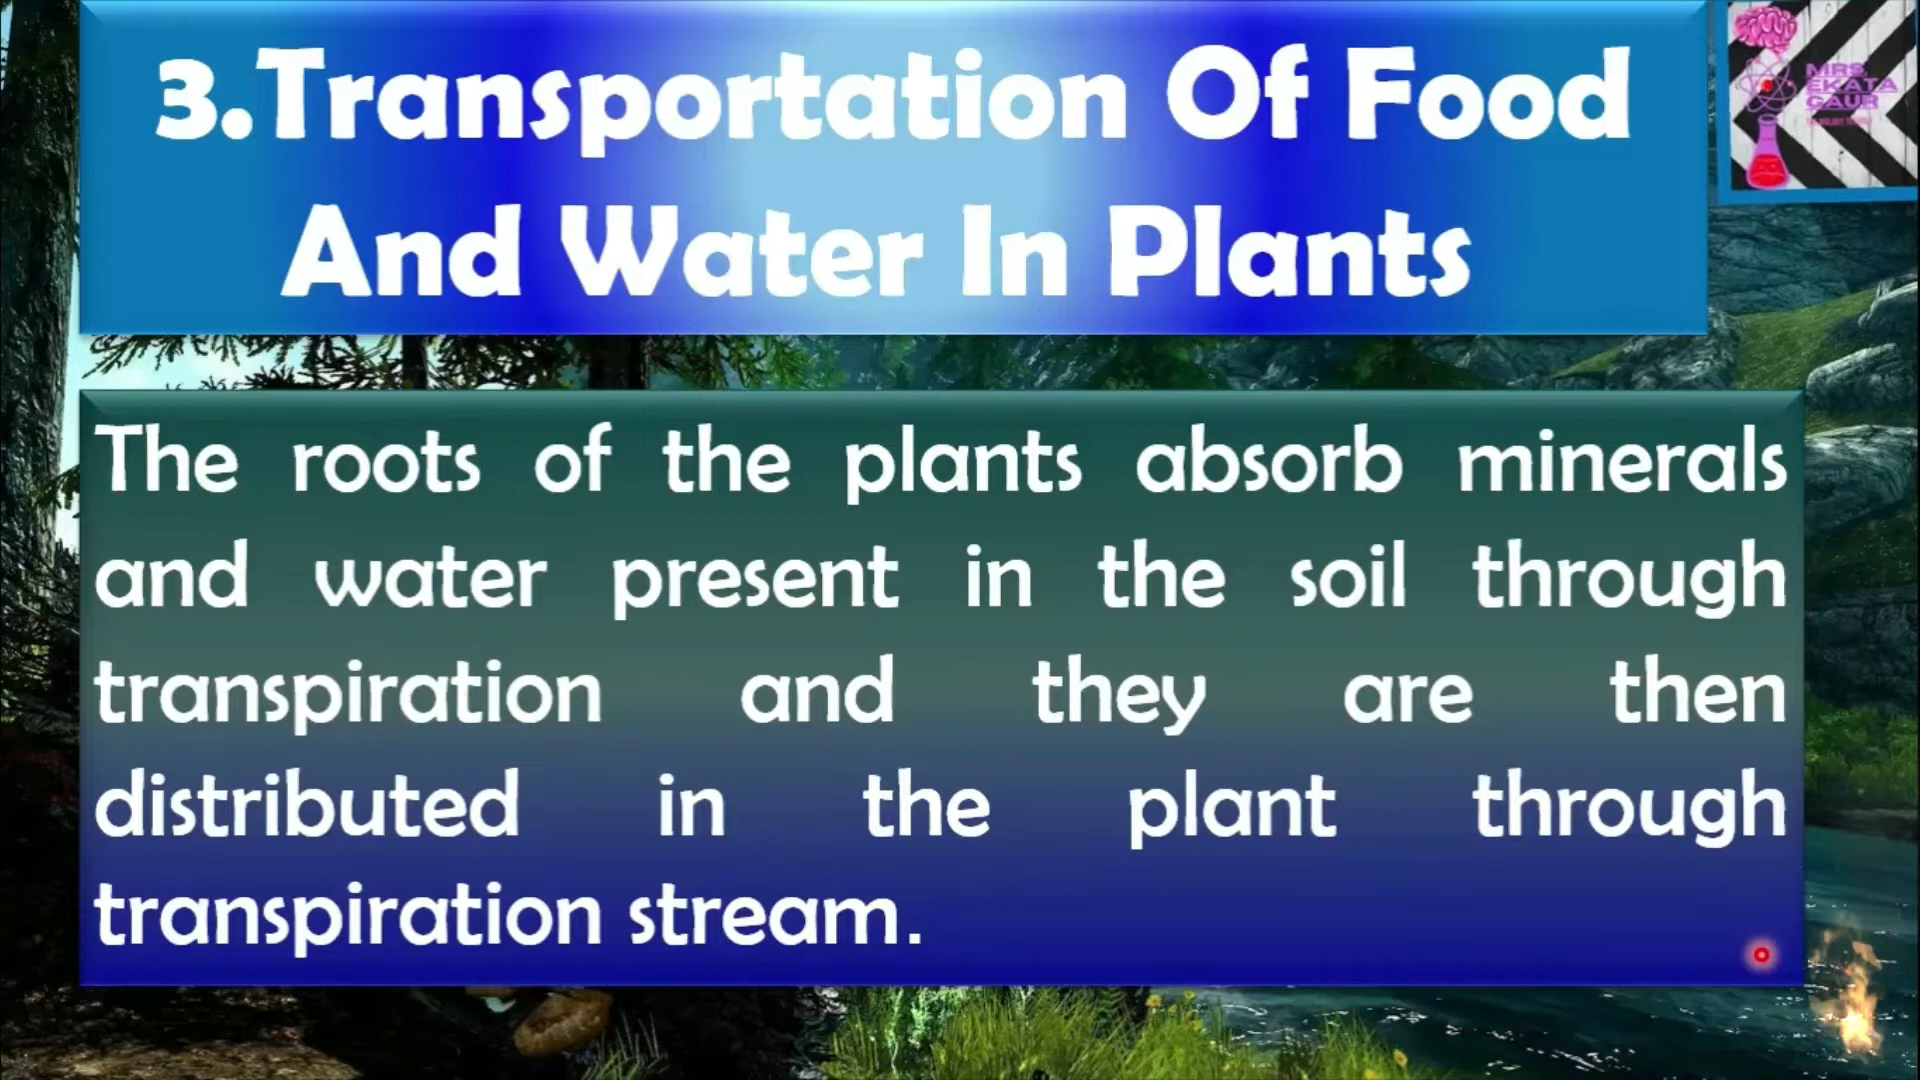 3.Transportation Of Food
And Water In Plants
MRS
EKATA
GAUR
The roots of the plants absorb minerals
and water present in the soil through
transpiration and they are then
distributed in the plant through
transpiration stream.